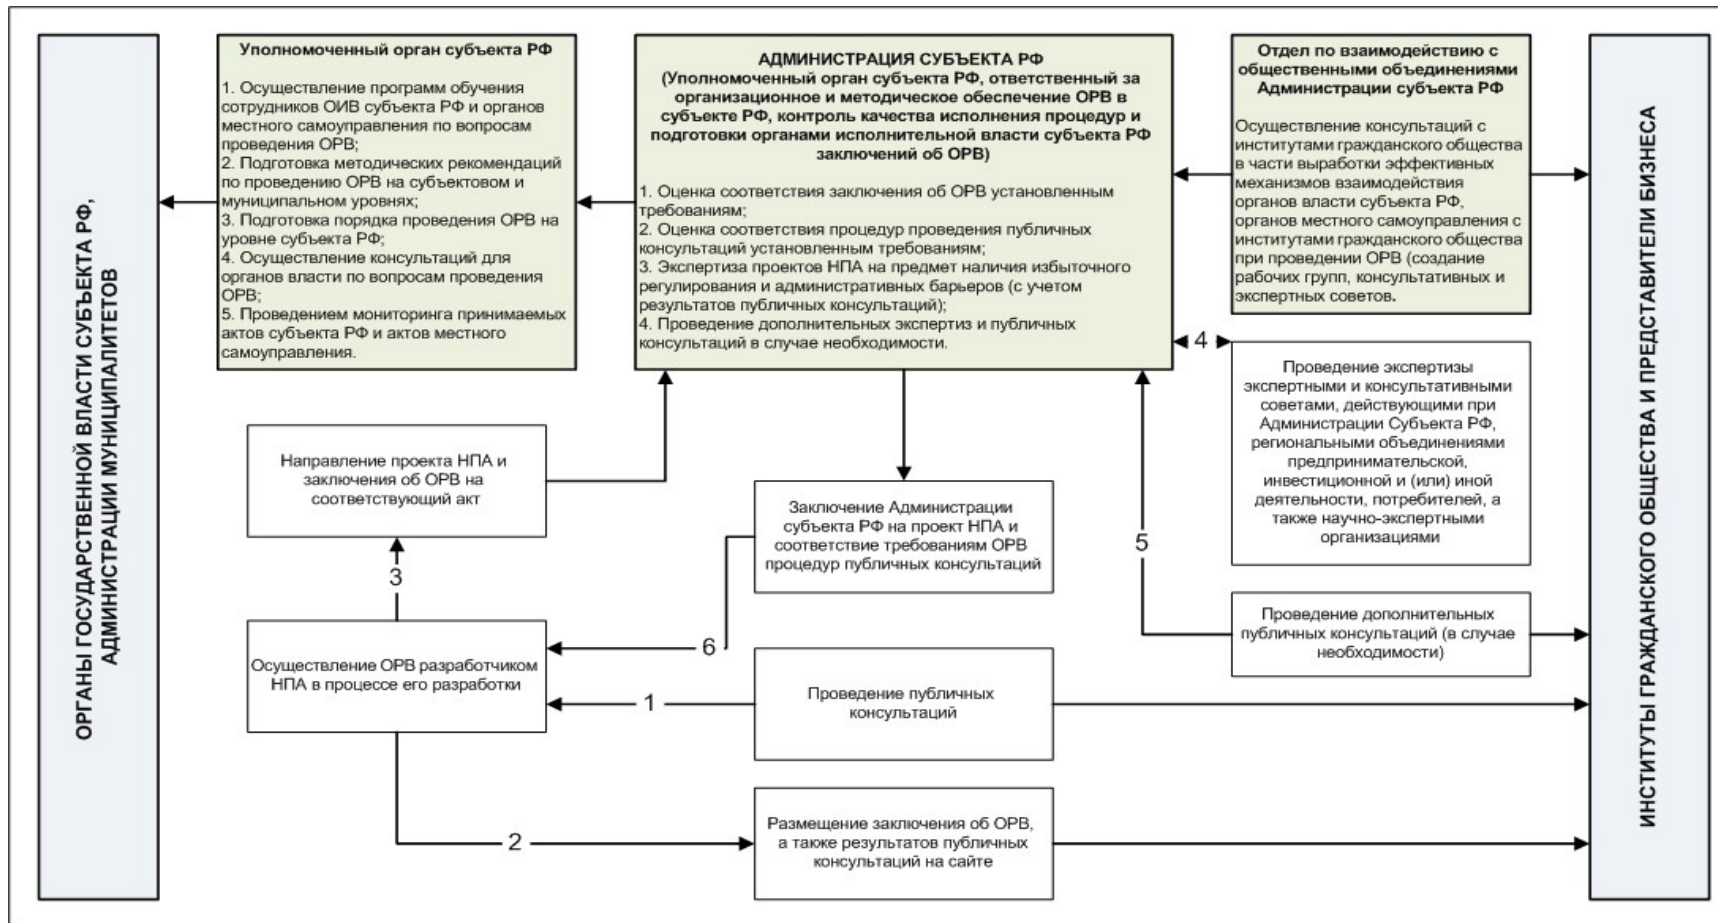 ОРГАНЫ ГОСУДАРСТВЕННОЙ ВЛАСТИ СУБЪЕКТА РФ,
АДМИНИСТРАЦИИ МУНИЦИПАЛИТЕТОВ
Уполномоченный орган субъекта РФ
1. Осуществление программ обучения
сотрудников ОИВ субъекта РФ и органов
местного самоуправления по вопросам
проведения ОРВ;
2. Подготовка методических рекомендаций
по проведению ОРВ на субъектовом и
муниципальном уровнях;
3. Подготовка порядка проведения ОРВ на
уровне субъекта РФ;
4. Осуществление консультаций для
органов власти по вопросам проведения
ОРВ;
5. Проведением мониторинга принимаемых
актов субъекта РФ и актов местного
самоуправления.
АДМИНИСТРАЦИЯ СУБЪЕКТА РФ
(Уполномоченный орган субъекта РФ, ответственный за
организационное и методическое обеспечение ОРВ в
субъекте РФ, контроль качества исполнения процедур и
подготовки органами исполнительной власти субъекта РФ
заключений об ОРВ)
1. Оценка соответствия заключения об ОРВ установленным
требованиям;
2. Оценка соответствия процедур проведения публичных
консультаций установленным требованиям;
3. Экспертиза проектов НПА на предмет наличия избыточного
регулирования и административных барьеров (с учетом
результатов публичных консультаций);
4. Проведение дополнительных экспертиз и публичных
консультаций в случае необходимости.
Отдел по взаимодействию с
общественными объединениями
Администрации субъекта РФ
Осуществление консультаций с
институтами гражданского общества
в части выработки эффективных
механизмов взаимодействия
органов власти субъекта РФ,
органов местного самоуправления с
институтами гражданского общества
при проведении ОРВ (создание
рабочих групп, консультативных и
экспертных советов.
ИНСТИТУТЫ ГРАЖДАНСКОГО ОБЩЕСТВА И ПРЕДСТАВИТЕЛИ БИЗНЕСА
4
Проведение экспертизы
экспертными и консультативными
советами, действующими при
Администрации Субъекта РФ,
региональными объединениями
предпринимательской,
инвестиционной и (или) иной
деятельности, потребителей, а
также научно-экспертными
организациями
Направление проекта НПА и
заключения об ОРВ на
соответствующий акт
Заключение Администрации
субъекта РФ на проект НПА и
соответствие требованиям ОРВ
процедур публичных консультаций
5
3
Проведение дополнительных
публичных консультаций (в случае
необходимости)
6
Осуществление ОРВ разработчиком
НПА в процессе его разработки
1
Проведение публичных
консультаций
2
Размещение заключения об ОРВ,
а также результатов публичных
консультаций на сайте